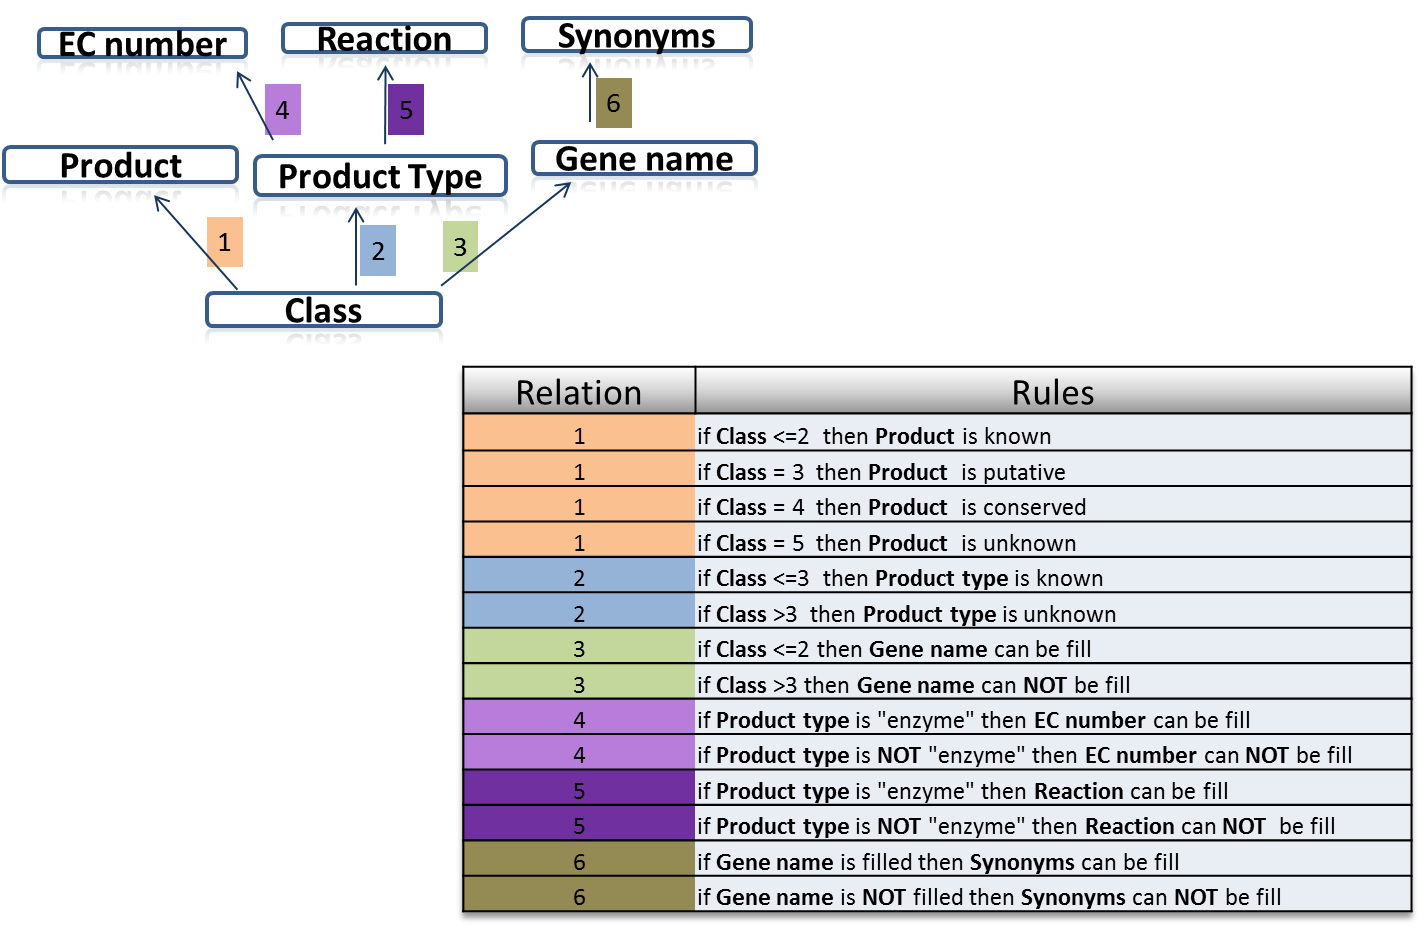 EC number
Reaction
Synonyms
4
5
6
Product
Product Type
Gene name
1
2
3
Class
Relation Rules
1 if Class <=2 then Product is known
1 if Class = 3 then Product is putative
1 if Class = 4 then Product is conserved
1 if Class = 5 then Product is unknown
2 if Class <=3 then Product type is known
2 if Class >3 then Product type is unknown
3 if Class <=2 then Gene name can be fill
3 if Class >3 then Gene name can NOT be fill
4 if Product type is "enzyme" then EC number can be fill
4 if Product type is NOT "enzyme" then EC number can NOT be fill
5 if Product type is "enzyme" then Reaction can be fill
5 if Product type is NOT "enzyme" then Reaction can NOT be fill
6 if Gene name is filled then Synonyms can be fill
6 if Gene name is NOT filled then Synonyms can NOT be fill